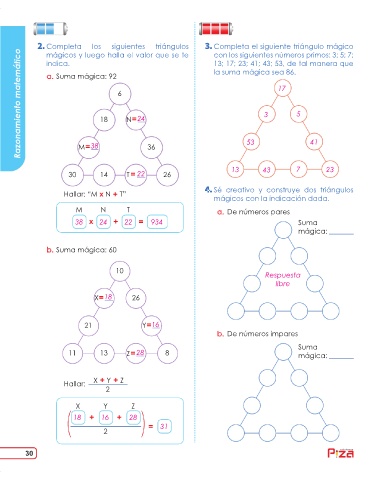 Razonamiento matemático
2. Completa los siguientes triángulos
mágicos y luego halla el valor que se te
indica.
a. Suma mágica: 92
6
18 N=24
M=38 36
30 14 T=22 26
Hallar: “M x N + T”
M N T
38 x 24 + 22 = 934
b. Suma mágica: 60
10
X=18 26
21 Y=16
11 13 Z=28 8
Hallar: X + Y + Z
2
X Y Z
18 + 16 + 28
2
= 31
3. Completa el siguiente triángulo mágico
con los siguientes números primos: 3; 5; 7;
13; 17; 23; 41; 43; 53, de tal manera que
la suma mágica sea 86.
17
3 5
53 41
13 43 7 23
4. Sé creativo y construye dos triángulos
mágicos con la indicación dada.
a. De números pares
Suma
mágica: ______
Respuesta
libre
b. De números impares
Suma
mágica: ______
30
Piza